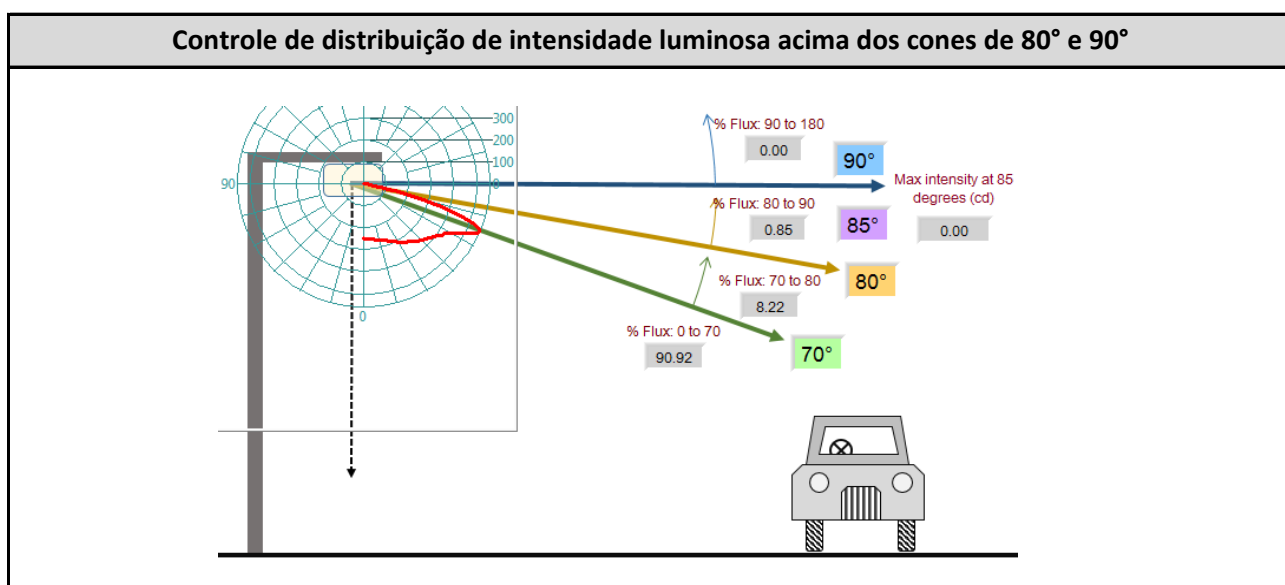 Controle de distribuição de intensidade luminosa acima dos cones de 80° e 90°
300
200
100
0
90
0
% Flux: 90 to 180
0.00
90°
Max intensity at 85
degrees (cd)
0.00
% Flux: 80 to 90
0.85
85°
80°
% Flux: 70 to 80
8.22
% Flux: 0 to 70
90.92
70°